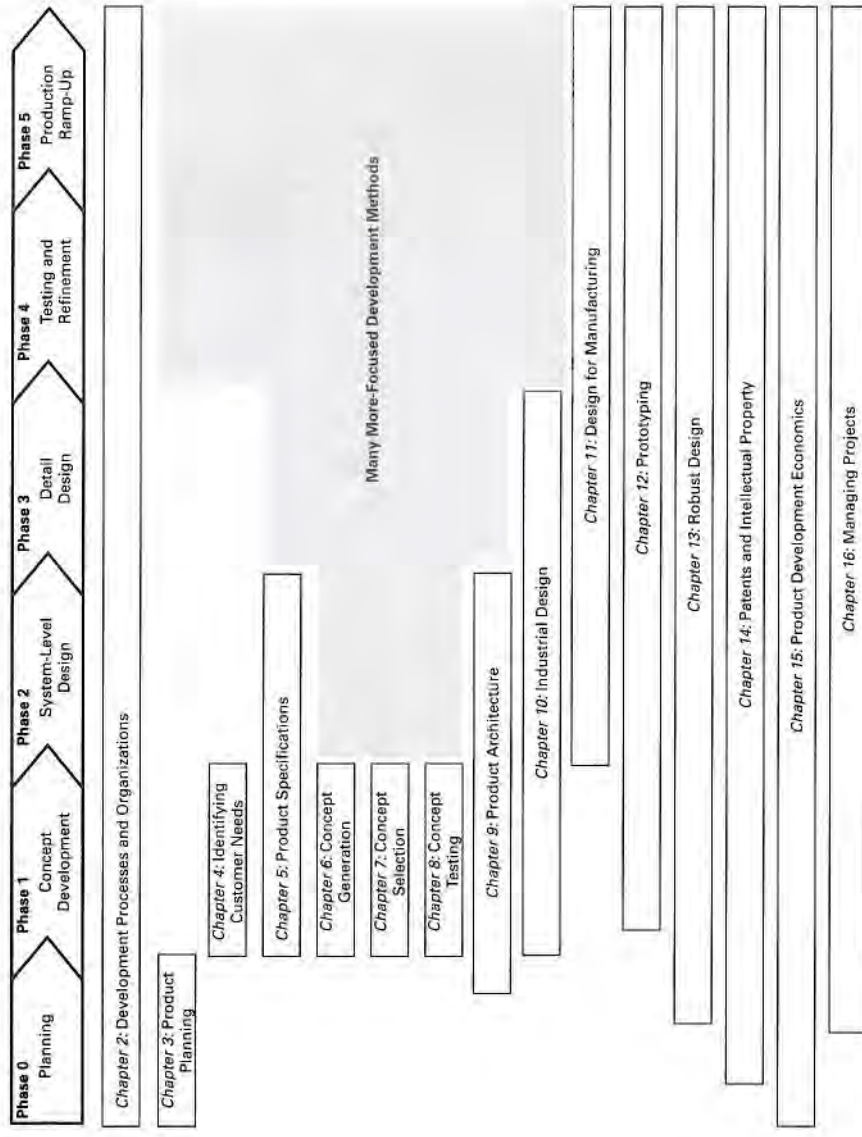 Phase 0
Planning
Phase 1
Concept
Development
Phase 2
System-Level
Design
Phase 3
Detail
Design
Phase 4
Testing and
Refinement
Phase 5
Production
Ramp-Up
Chapter 2: Development Processes and Organizations
Chapter 3: Product
Planning
Chapter 4: Identifying
Customer Needs
Chapter 5: Product Specifications
Chapter 6: Concept
Generation
Chapter 7: Concept
Selection
Chapter 8: Concept
Testing
Many More-Focused Development Methods
Chapter 9: Product Architecture
Chapter 10: Industrial Design
Chapter 11: Design for Manufacturing
Chapter 12: Prototyping
Chapter 13: Robust Design
Chapter 14: Patents and Intellectual Property
Chapter 15: Product Development Economics
Chapter 16: Managing Projects